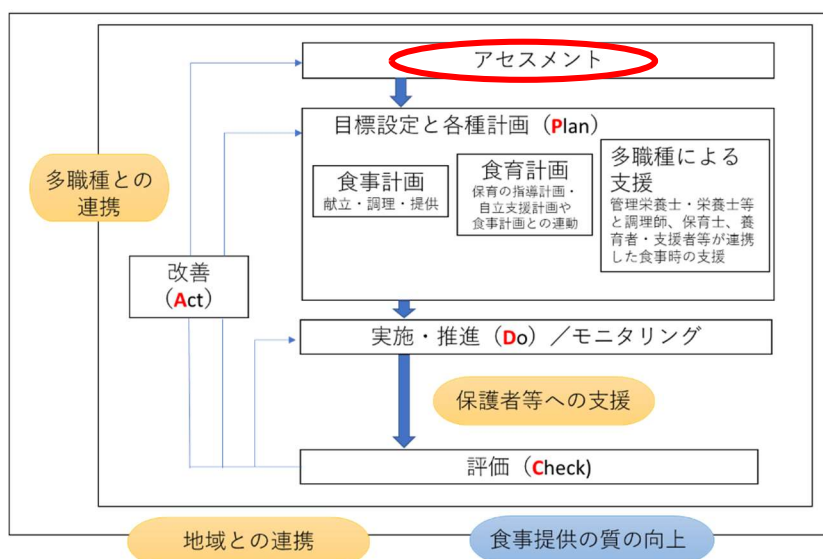 アセスメント
目標設定と各種計画（Plan）
食事計画
献立・調理・提供
食育計画
保育の指導計画・
自立支援計画や
食事計画との連動
多職種による
支援
管理栄養士・栄養士等
と調理師、保育士、養
育者・支援者等が連携
した食事時の支援
多職種との
連携
改善
（Act）
実施・推進（Do）／モニタリング
保護者等への支援
評価（Check)
地域との連携
食事提供の質の向上